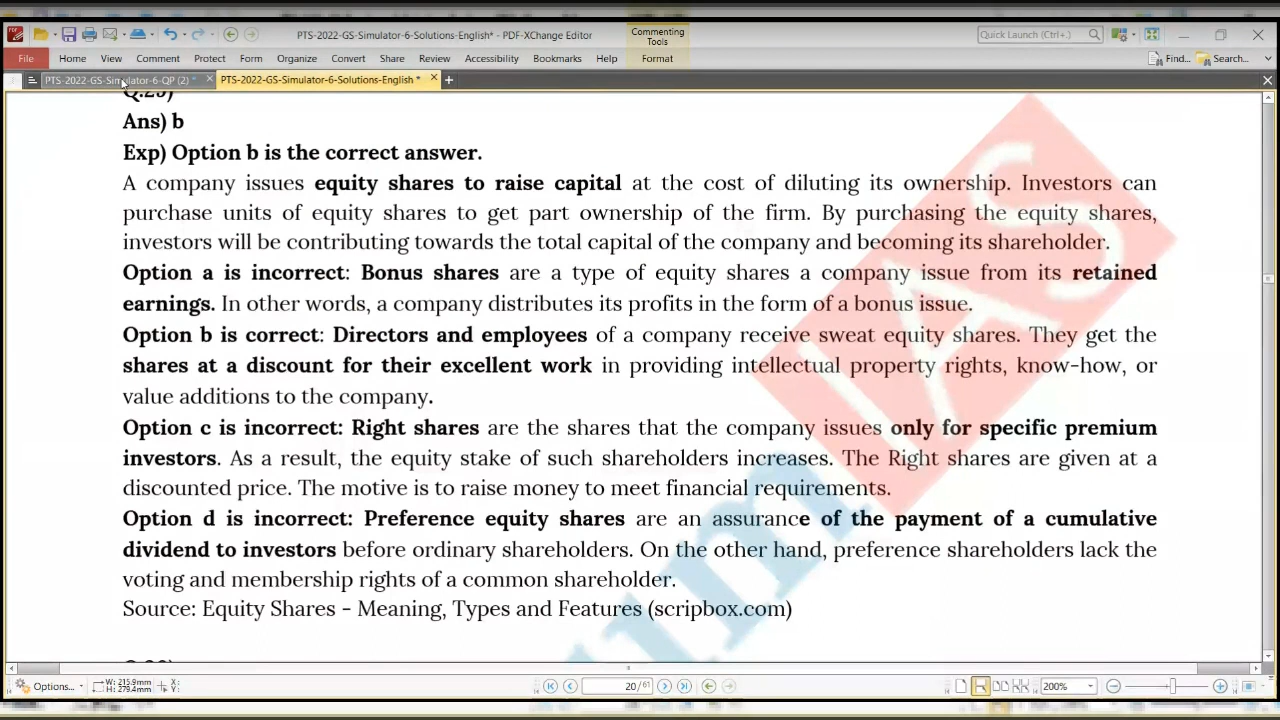 PTS-2022-GS-Simulator-6-Solutions-English* - PDF-XChange Editor
Commenting Tools
Quick Launch (Ctrl+.)
File Home View Comment Protect Form Organize Convert Share Review Accessibility Bookmarks Help Format Find... Search...
PTS-2022-GS-Simulator-6-QP (2) * PTS-2022-GS-Simulator-6-Solutions-English *
Ans) b
Exp) Option b is the correct answer.
A company issues equity shares to raise capital at the cost of diluting its ownership. Investors can
purchase units of equity shares to get part ownership of the firm. By purchasing the equity shares,
investors will be contributing towards the total capital of the company and becoming its shareholder.
Option a is incorrect: Bonus shares are a type of equity shares a company issue from its retained
earnings. In other words, a company distributes its profits in the form of a bonus issue.
Option b is correct: Directors and employees of a company receive sweat equity shares. They get the
shares at a discount for their excellent work in providing intellectual property rights, know-how, or
value additions to the company.
Option c is incorrect: Right shares are the shares that the company issues only for specific premium
investors. As a result, the equity stake of such shareholders increases. The Right shares are given at a
discounted price. The motive is to raise money to meet financial requirements.
Option d is incorrect: Preference equity shares are an assurance of the payment of a cumulative
dividend to investors before ordinary shareholders. On the other hand, preference shareholders lack the
voting and membership rights of a common shareholder.
Source: Equity Shares - Meaning, Types and Features (scripbox.com)
umIAS
Options... W: 215.9mm H: 279.4mm X: Y: 20/61 200%